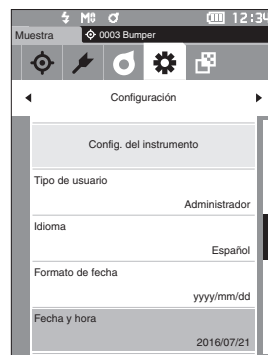 M 12:34
Muestra 0003 Bumper
Configuración
Config. del instrumento
Tipo de usuario
Administrador
Idioma
Español
Formato de fecha
yyyy/mm/dd
Fecha y hora
2016/07/21